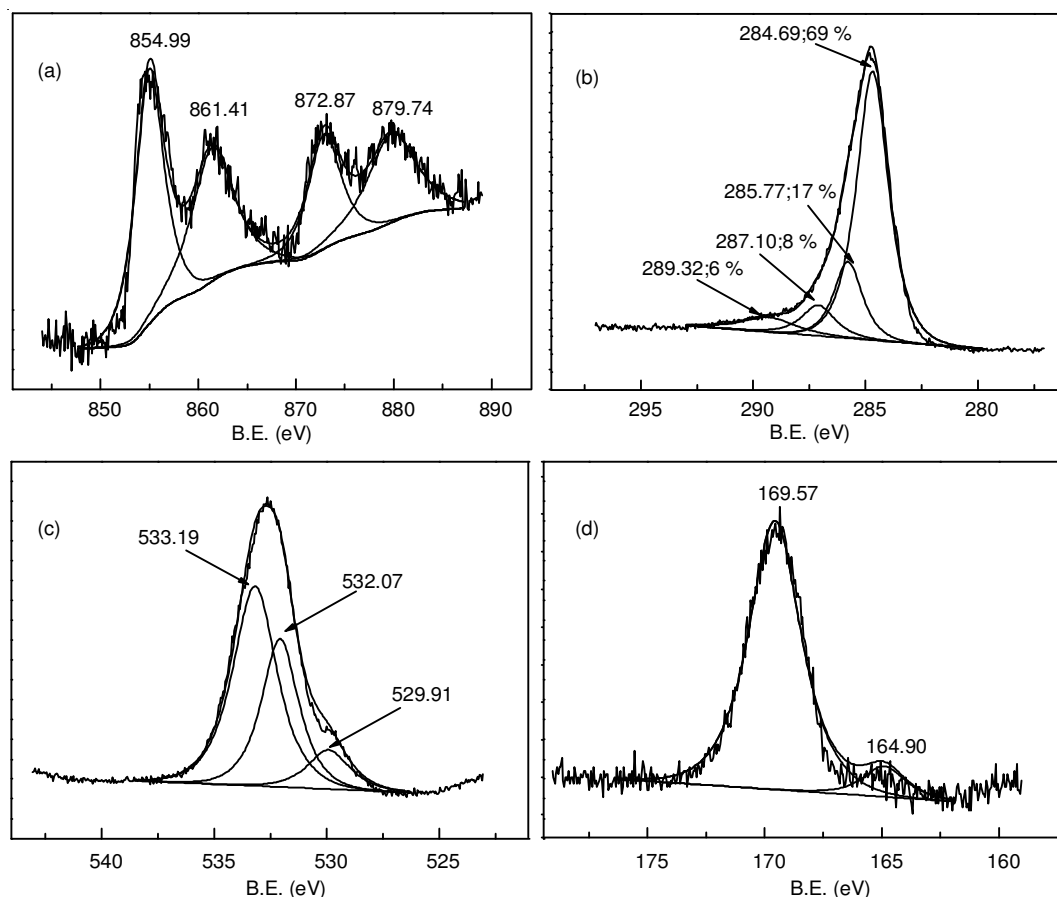 (a)
854.99
861.41
872.87
879.74
850 860 870 880 890
B.E. (eV)
(b)
284.69;69 %
285.77;17 %
287.10;8 %
289.32;6 %
295 290 285 280
B.E. (eV)
(c)
533.19
532.07
529.91
540 535 530 525
B.E. (eV)
(d)
169.57
164.90
175 170 165 160
B.E. (eV)